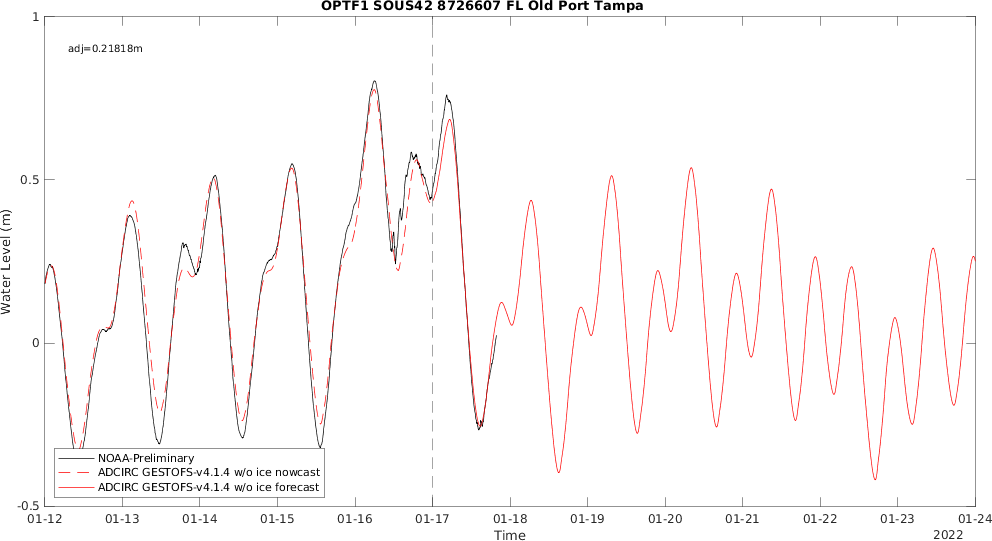 OPTF1 SOUS42 8726607 FL Old Port Tampa
adj=0.21818m
1
0.5
0
-0.5
Water Level (m)
NOAA-Preliminary
ADCIRC GESTOFS-v4.1.4 w/o ice nowcast
ADCIRC GESTOFS-v4.1.4 w/o ice forecast
01-12 01-13 01-14 01-15 01-16 01-17 01-18 01-19 01-20 01-21 01-22 01-23 01-24
Time
2022